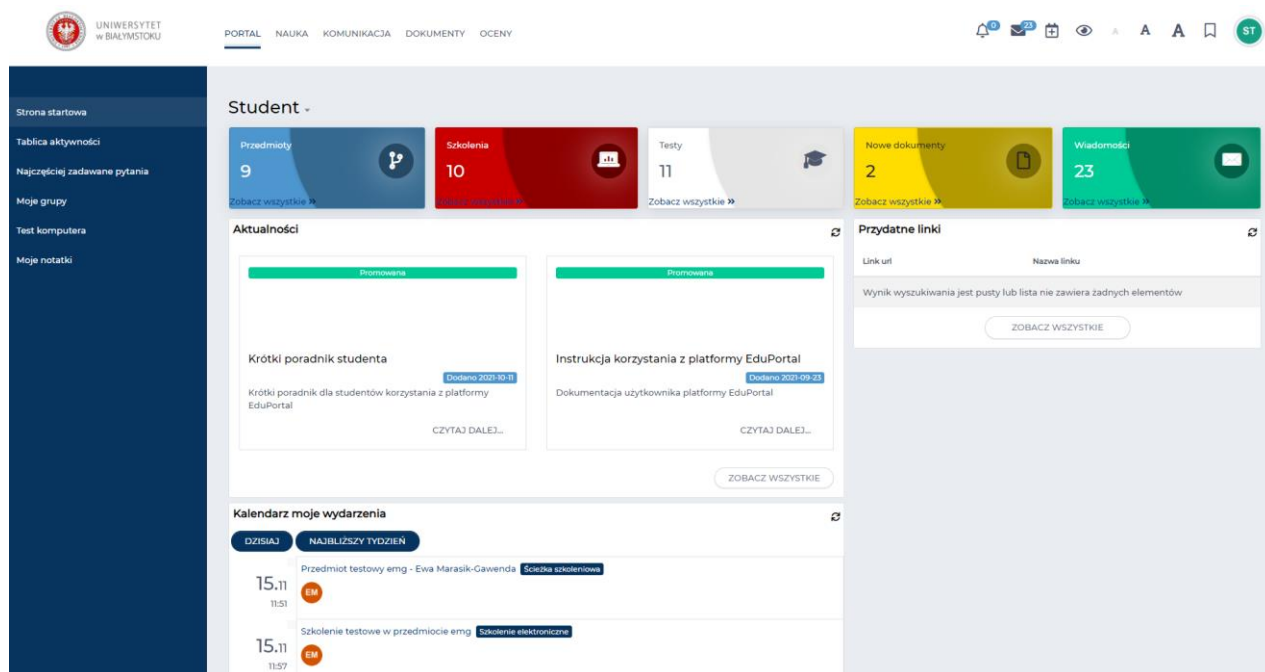 UNIWERSYTET
W BIAŁYMSTOKU
PORTAL NAUKA KOMUNIKACJA DOKUMENTY OCENY
0 23 A A A ST
Strona startowa
Tablica aktywności
Najczęściej zadawane pytania
Moje grupy
Test komputera
Moje notatki
Student
Przedmioty
9
Zobacz wszystkie »
Szkolenia
10
Zobacz wszystkie »
Testy
11
Zobacz wszystkie »
Nowe dokumenty
2
Zobacz wszystkie »
Wiadomości
23
Zobacz wszystkie »
Aktualności
Promowana
Krótki poradnik studenta
Dodano 2021-10-11
Krótki poradnik dla studentów korzystania z platformy
EduPortal
CZYTAJ DALEJ...
Promowana
Instrukcja korzystania z platformy EduPortal
Dodano 2021-09-23
Dokumentacja użytkownika platformy EduPortal
CZYTAJ DALEJ...
ZOBACZ WSZYSTKIE
Przydatne linki
Link url Nazwa linku
Wynik wyszukiwania jest pusty lub lista nie zawiera żadnych elementów
ZOBACZ WSZYSTKIE
Kalendarz moje wydarzenia
DZISIAJ NAJBLIŻSZY TYDZIEŃ
15.11
11:51
Przedmiot testowy emg - Ewa Marasik-Gawenda Ścieżka szkoleniowa
EM
15.11
11:57
Szkolenie testowe w przedmiocie emg Szkolenie elektroniczne
EM